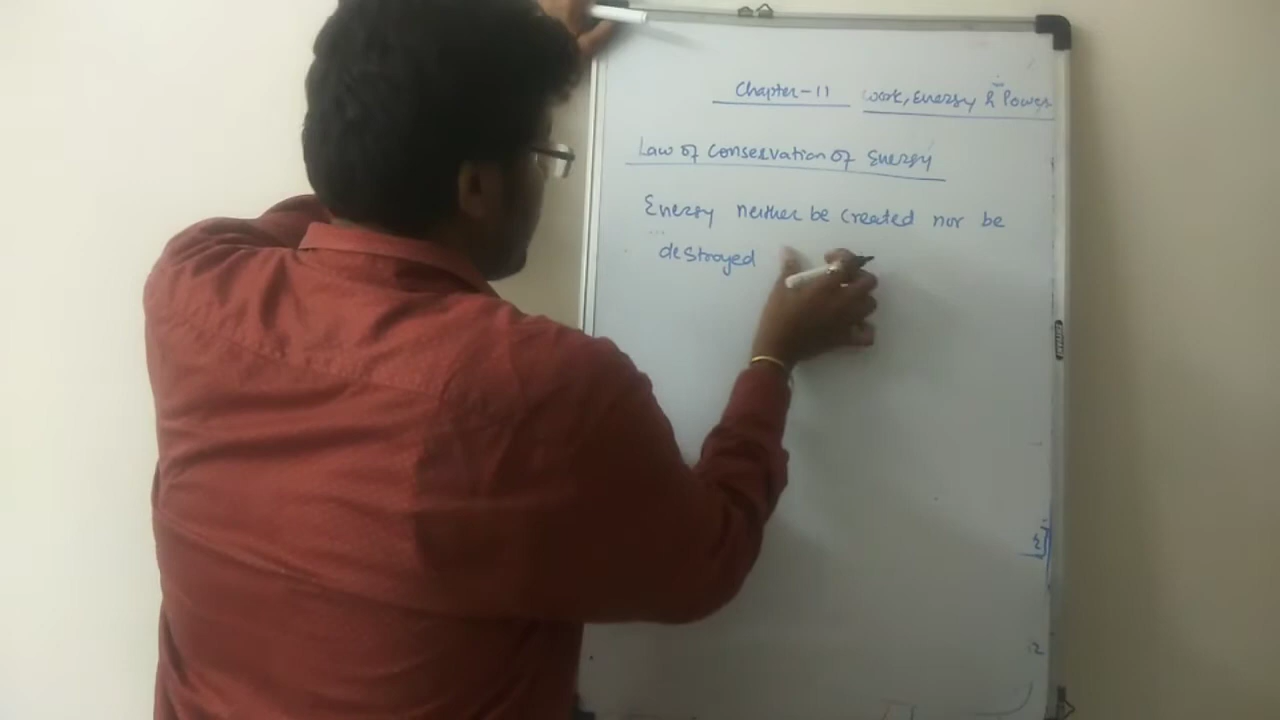 Chapter-11 Work, Energy & Power
Law of Conservation of Energy
Energy neither be created nor be
destroyed